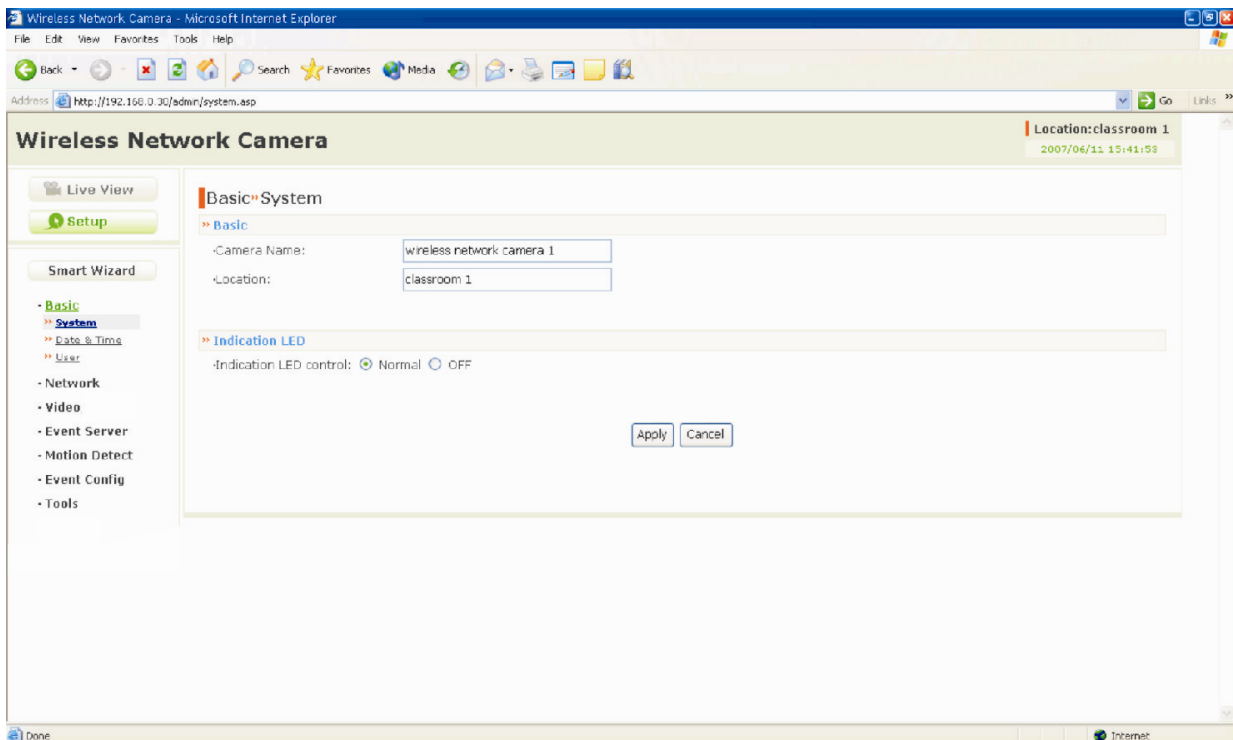 Wireless Network Camera - Microsoft Internet Explorer
File Edit View Favorites Tools Help
Back Search Favorites Media
Address http://192.168.0.30/admin/system.asp Go Links »
Wireless Network Camera
Location:classroom 1
2007/06/11 15:41:53
Live View
Setup
Smart Wizard
- Basic
» System
» Date & Time
» User
- Network
- Video
- Event Server
- Motion Detect
- Event Config
- Tools
Basic»System
» Basic
·Camera Name: wireless network camera 1
·Location: classroom 1
» Indication LED
·Indication LED control: Normal OFF
Apply Cancel
Done Internet